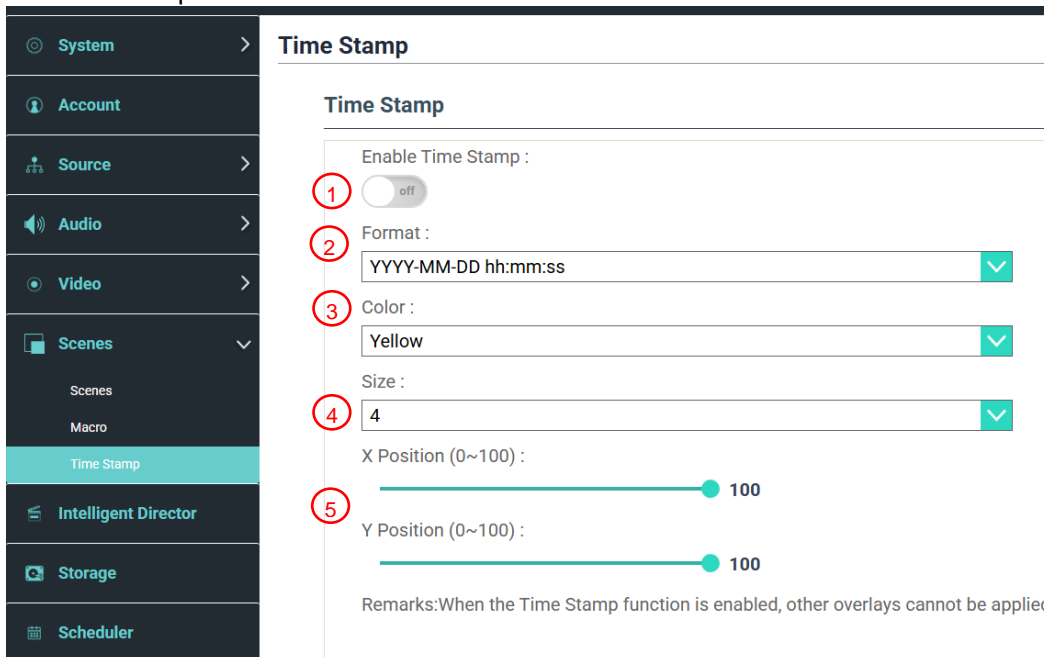 System
Account
Source
Audio
Video
Scenes
Scenes
Macro
Time Stamp
Intelligent Director
Storage
Scheduler
Time Stamp
Time Stamp
Enable Time Stamp :
1
off
2
Format :
YYYY-MM-DD hh:mm:ss
3
Color :
Yellow
Size :
4
4
X Position (0~100) :
100
5
Y Position (0~100) :
100
Remarks:When the Time Stamp function is enabled, other overlays cannot be applied